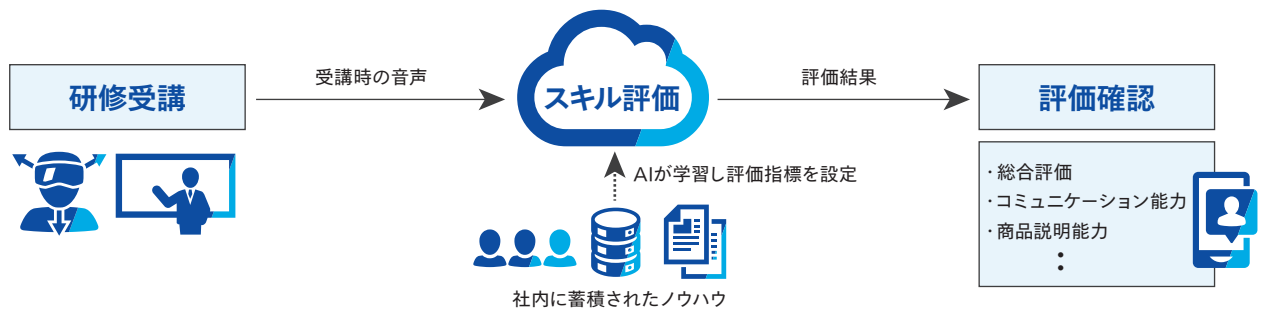 研修受講
受講時の音声
スキル評価
評価結果
評価確認
AIが学習し評価指標を設定
社内に蓄積されたノウハウ
・総合評価
・コミュニケーション能力
・商品説明能力
：